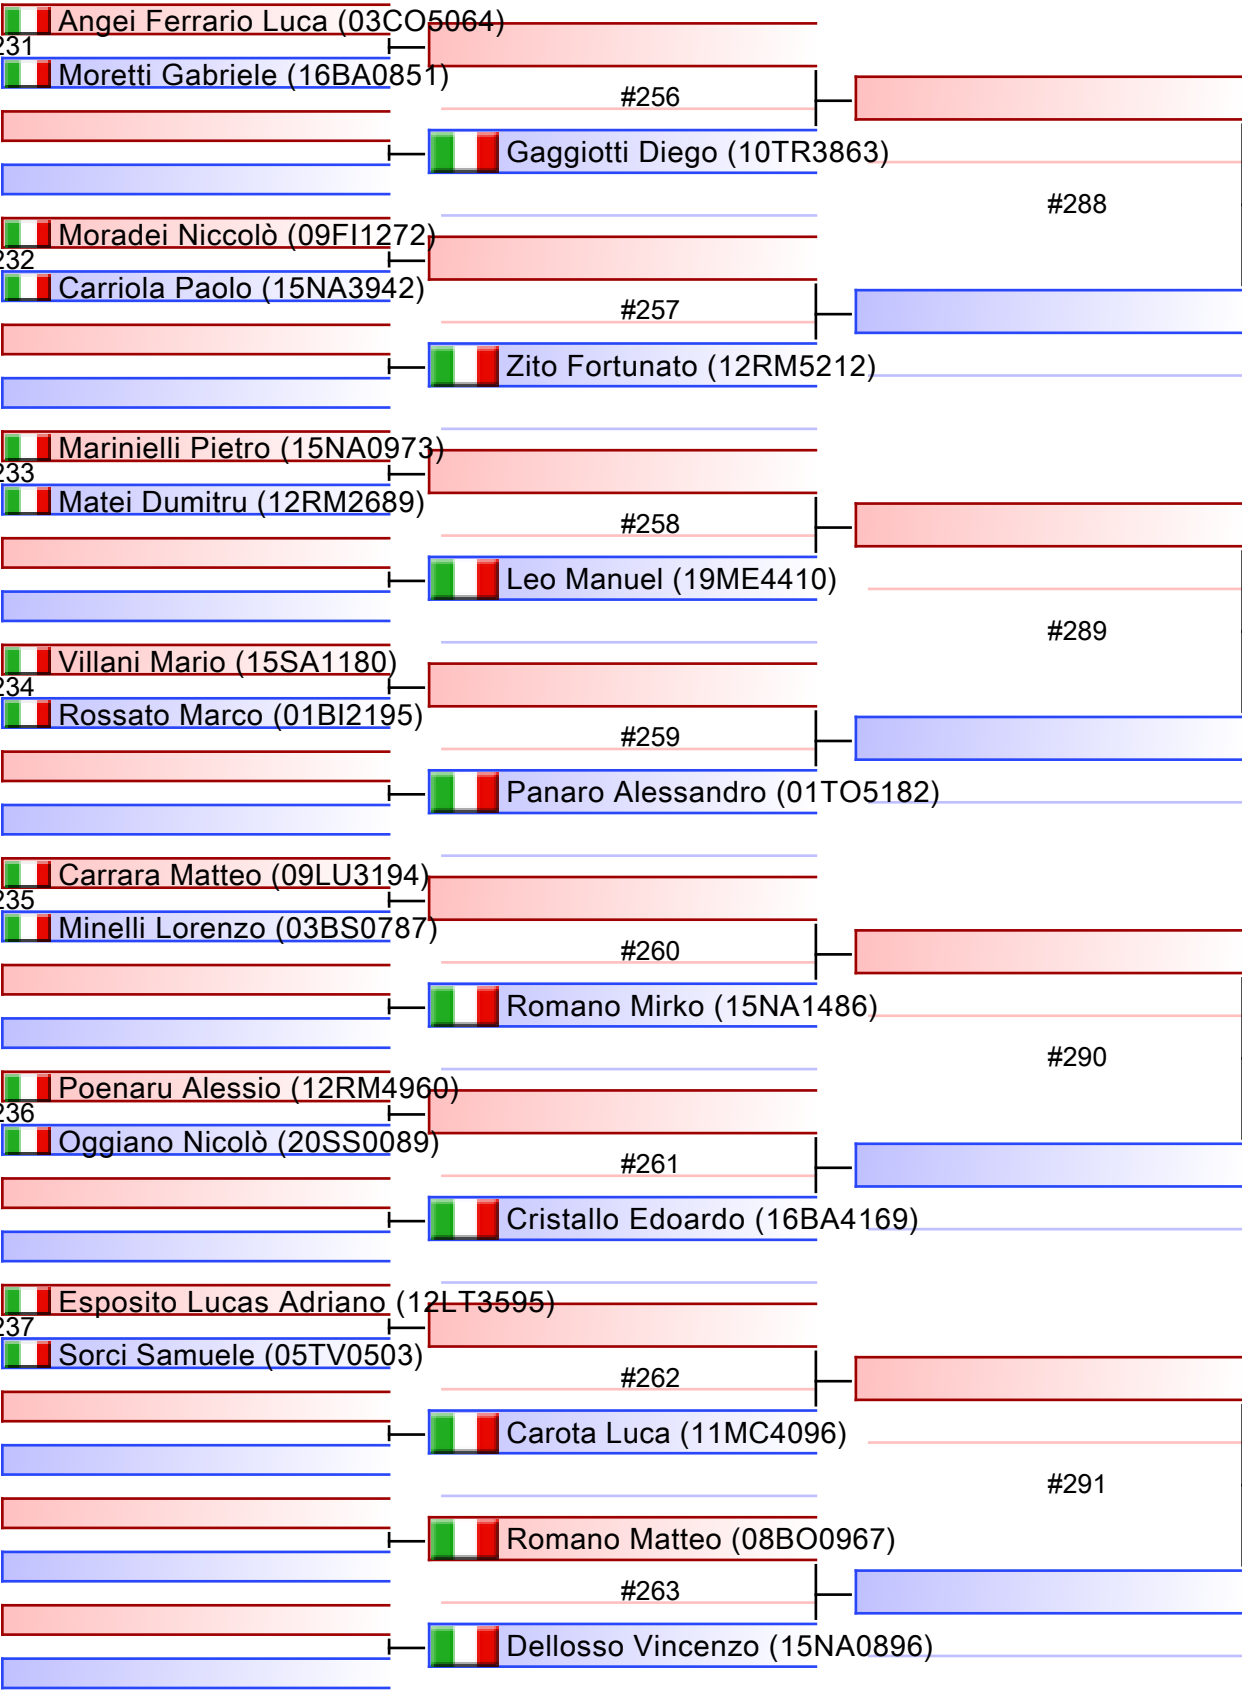 Angei Ferrario Luca (03CO5064)
231
Moretti Gabriele (16BA0851)
#256
Gaggiotti Diego (10TR3863)
#288
Moradei Niccolò (09FI1272)
232
Carriola Paolo (15NA3942)
#257
Zito Fortunato (12RM5212)
Marinielli Pietro (15NA0973)
233
Matei Dumitru (12RM2689)
#258
Leo Manuel (19ME4410)
#289
Villani Mario (15SA1180)
234
Rossato Marco (01BI2195)
#259
Panaro Alessandro (01TO5182)
Carrara Matteo (09LU3194)
235
Minelli Lorenzo (03BS0787)
#260
Romano Mirko (15NA1486)
#290
Poenaru Alessio (12RM4960)
236
Oggiano Nicolò (20SS0089)
#261
Cristallo Edoardo (16BA4169)
Esposito Lucas Adriano (12LT3595)
237
Sorci Samuele (05TV0503)
#262
Carota Luca (11MC4096)
#291
Romano Matteo (08BO0967)
#263
Dellosso Vincenzo (15NA0896)